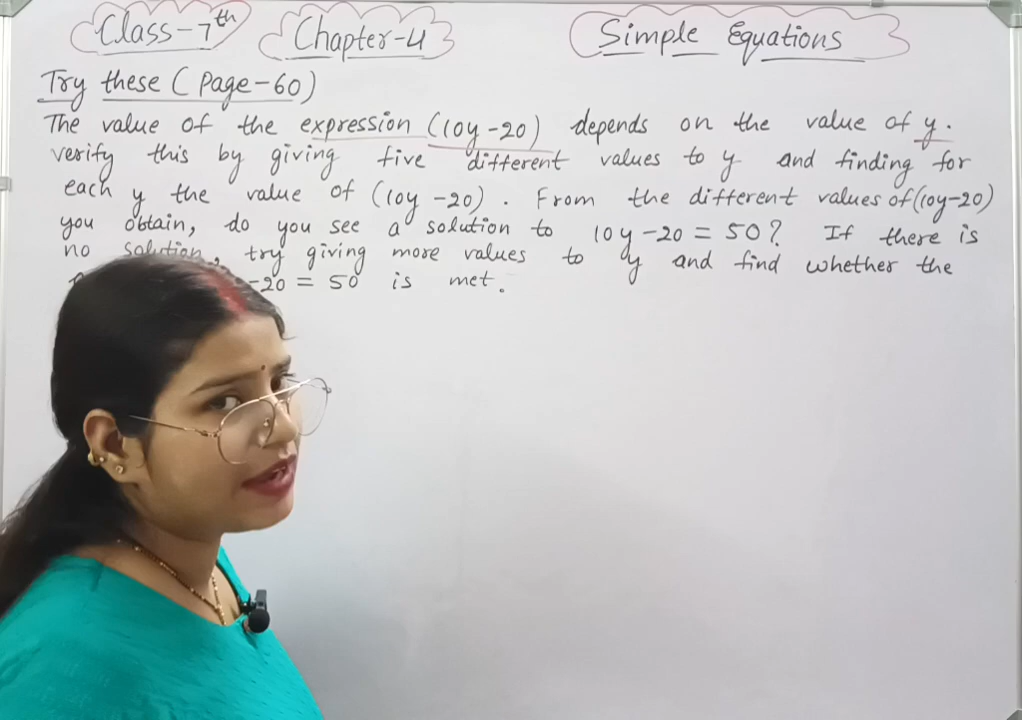 Class-7th Chapter-4 Simple Equations
Try these (Page-60)
The value of the expression (10y-20) depends on the value of y.
verify this by giving five different values to y and finding for
each y the value of (10y-20). From the different values of (10y-20)
you obtain, do you see a solution to 10y-20 = 50? If there is
no solution, try giving more values to y and find whether the
-20 = 50 is met.